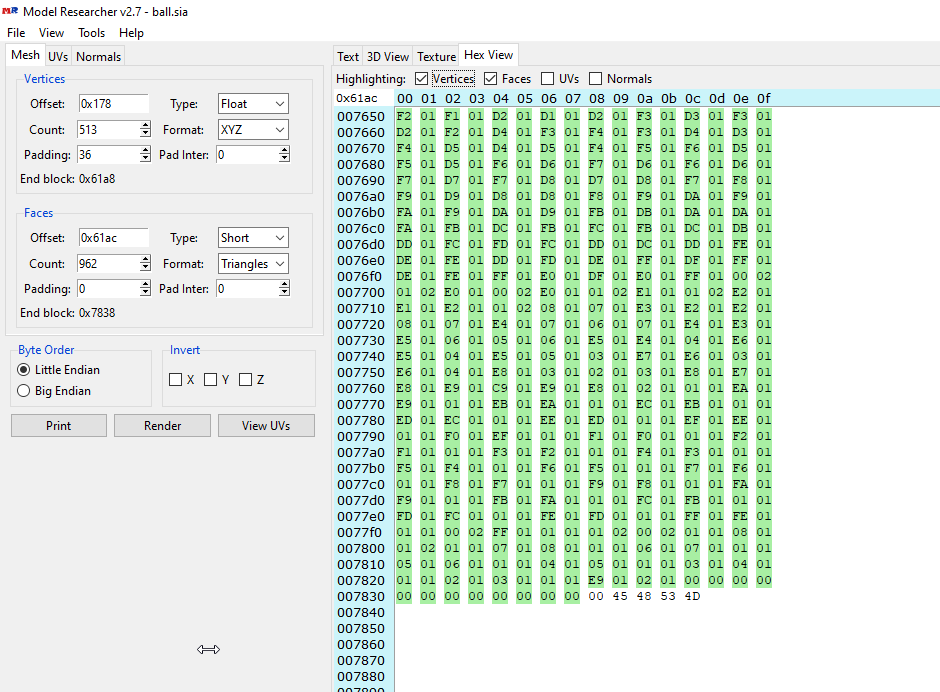 Model Researcher v2.7 - ball.sia
File View Tools Help
Mesh UVs Normals
Vertices
Offset: 0x178 Type: Float
Count: 513 Format: XYZ
Padding: 36 Pad Inter: 0
End block: 0x61a8
Faces
Offset: 0x61ac Type: Short
Count: 962 Format: Triangles
Padding: 0 Pad Inter: 0
End block: 0x7838
Byte Order
Little Endian
Big Endian
Invert
X Y Z
Print Render View UVs
Text 3D View Texture Hex View
Highlighting: Vertices Faces UVs Normals
0x61ac 00 01 02 03 04 05 06 07 08 09 0a 0b 0c 0d 0e 0f
007650 F2 01 F1 01 D2 01 D1 01 D2 01 F3 01 D3 01 F3 01
007660 D2 01 F2 01 D4 01 F3 01 F4 01 F3 01 D4 01 D3 01
007670 F4 01 D5 01 D4 01 D5 01 F4 01 F5 01 F6 01 D5 01
007680 F5 01 D5 01 F6 01 D6 01 F7 01 D6 01 F6 01 D6 01
007690 F7 01 D7 01 F7 01 D8 01 D7 01 D8 01 F7 01 F8 01
0076a0 F9 01 D9 01 D8 01 D8 01 F8 01 F9 01 DA 01 F9 01
0076b0 FA 01 F9 01 DA 01 D9 01 FB 01 DB 01 DA 01 DA 01
0076c0 FA 01 FB 01 DC 01 FB 01 FC 01 FB 01 DC 01 DB 01
0076d0 DD 01 FC 01 FD 01 FC 01 DD 01 DC 01 DD 01 FE 01
0076e0 DE 01 FE 01 DD 01 FD 01 DE 01 FF 01 DF 01 FF 01
0076f0 DE 01 FE 01 FF 01 E0 01 DF 01 E0 01 FF 01 00 02
007700 01 02 E0 01 00 02 E0 01 01 02 E1 01 01 02 E2 01
007710 E1 01 E2 01 01 02 08 01 07 01 E3 01 E2 01 E2 01
007720 08 01 07 01 E4 01 07 01 06 01 07 01 E4 01 E3 01
007730 E5 01 06 01 05 01 06 01 E5 01 E4 01 04 01 E6 01
007740 E5 01 04 01 E5 01 05 01 03 01 E7 01 E6 01 03 01
007750 E6 01 04 01 E8 01 03 01 02 01 03 01 E8 01 E7 01
007760 E8 01 E9 01 C9 01 E9 01 E8 01 02 01 01 01 EA 01
007770 E9 01 01 01 EB 01 EA 01 01 01 EC 01 EB 01 01 01
007780 ED 01 EC 01 01 01 EE 01 ED 01 01 01 EF 01 EE 01
007790 01 01 F0 01 EF 01 01 01 F1 01 F0 01 01 01 F2 01
0077a0 F1 01 01 01 F3 01 F2 01 01 01 F4 01 F3 01 01 01
0077b0 F5 01 F4 01 01 01 F6 01 F5 01 01 01 F7 01 F6 01
0077c0 01 01 F8 01 F7 01 01 01 F9 01 F8 01 01 01 FA 01
0077d0 F9 01 01 01 FB 01 FA 01 01 01 FC 01 FB 01 01 01
0077e0 FD 01 FC 01 01 01 FE 01 FD 01 01 01 FF 01 FE 01
0077f0 01 01 00 02 FF 01 01 01 01 02 00 02 01 01 08 01
007800 01 02 01 01 07 01 08 01 01 01 06 01 07 01 01 01
007810 05 01 06 01 01 01 04 01 05 01 01 01 03 01 04 01
007820 01 01 02 01 03 01 01 01 E9 01 02 01 00 00 00 00
007830 00 00 00 00 00 00 00 00 00 45 48 53 4D
007840
007850
007860
007870
007880
007890